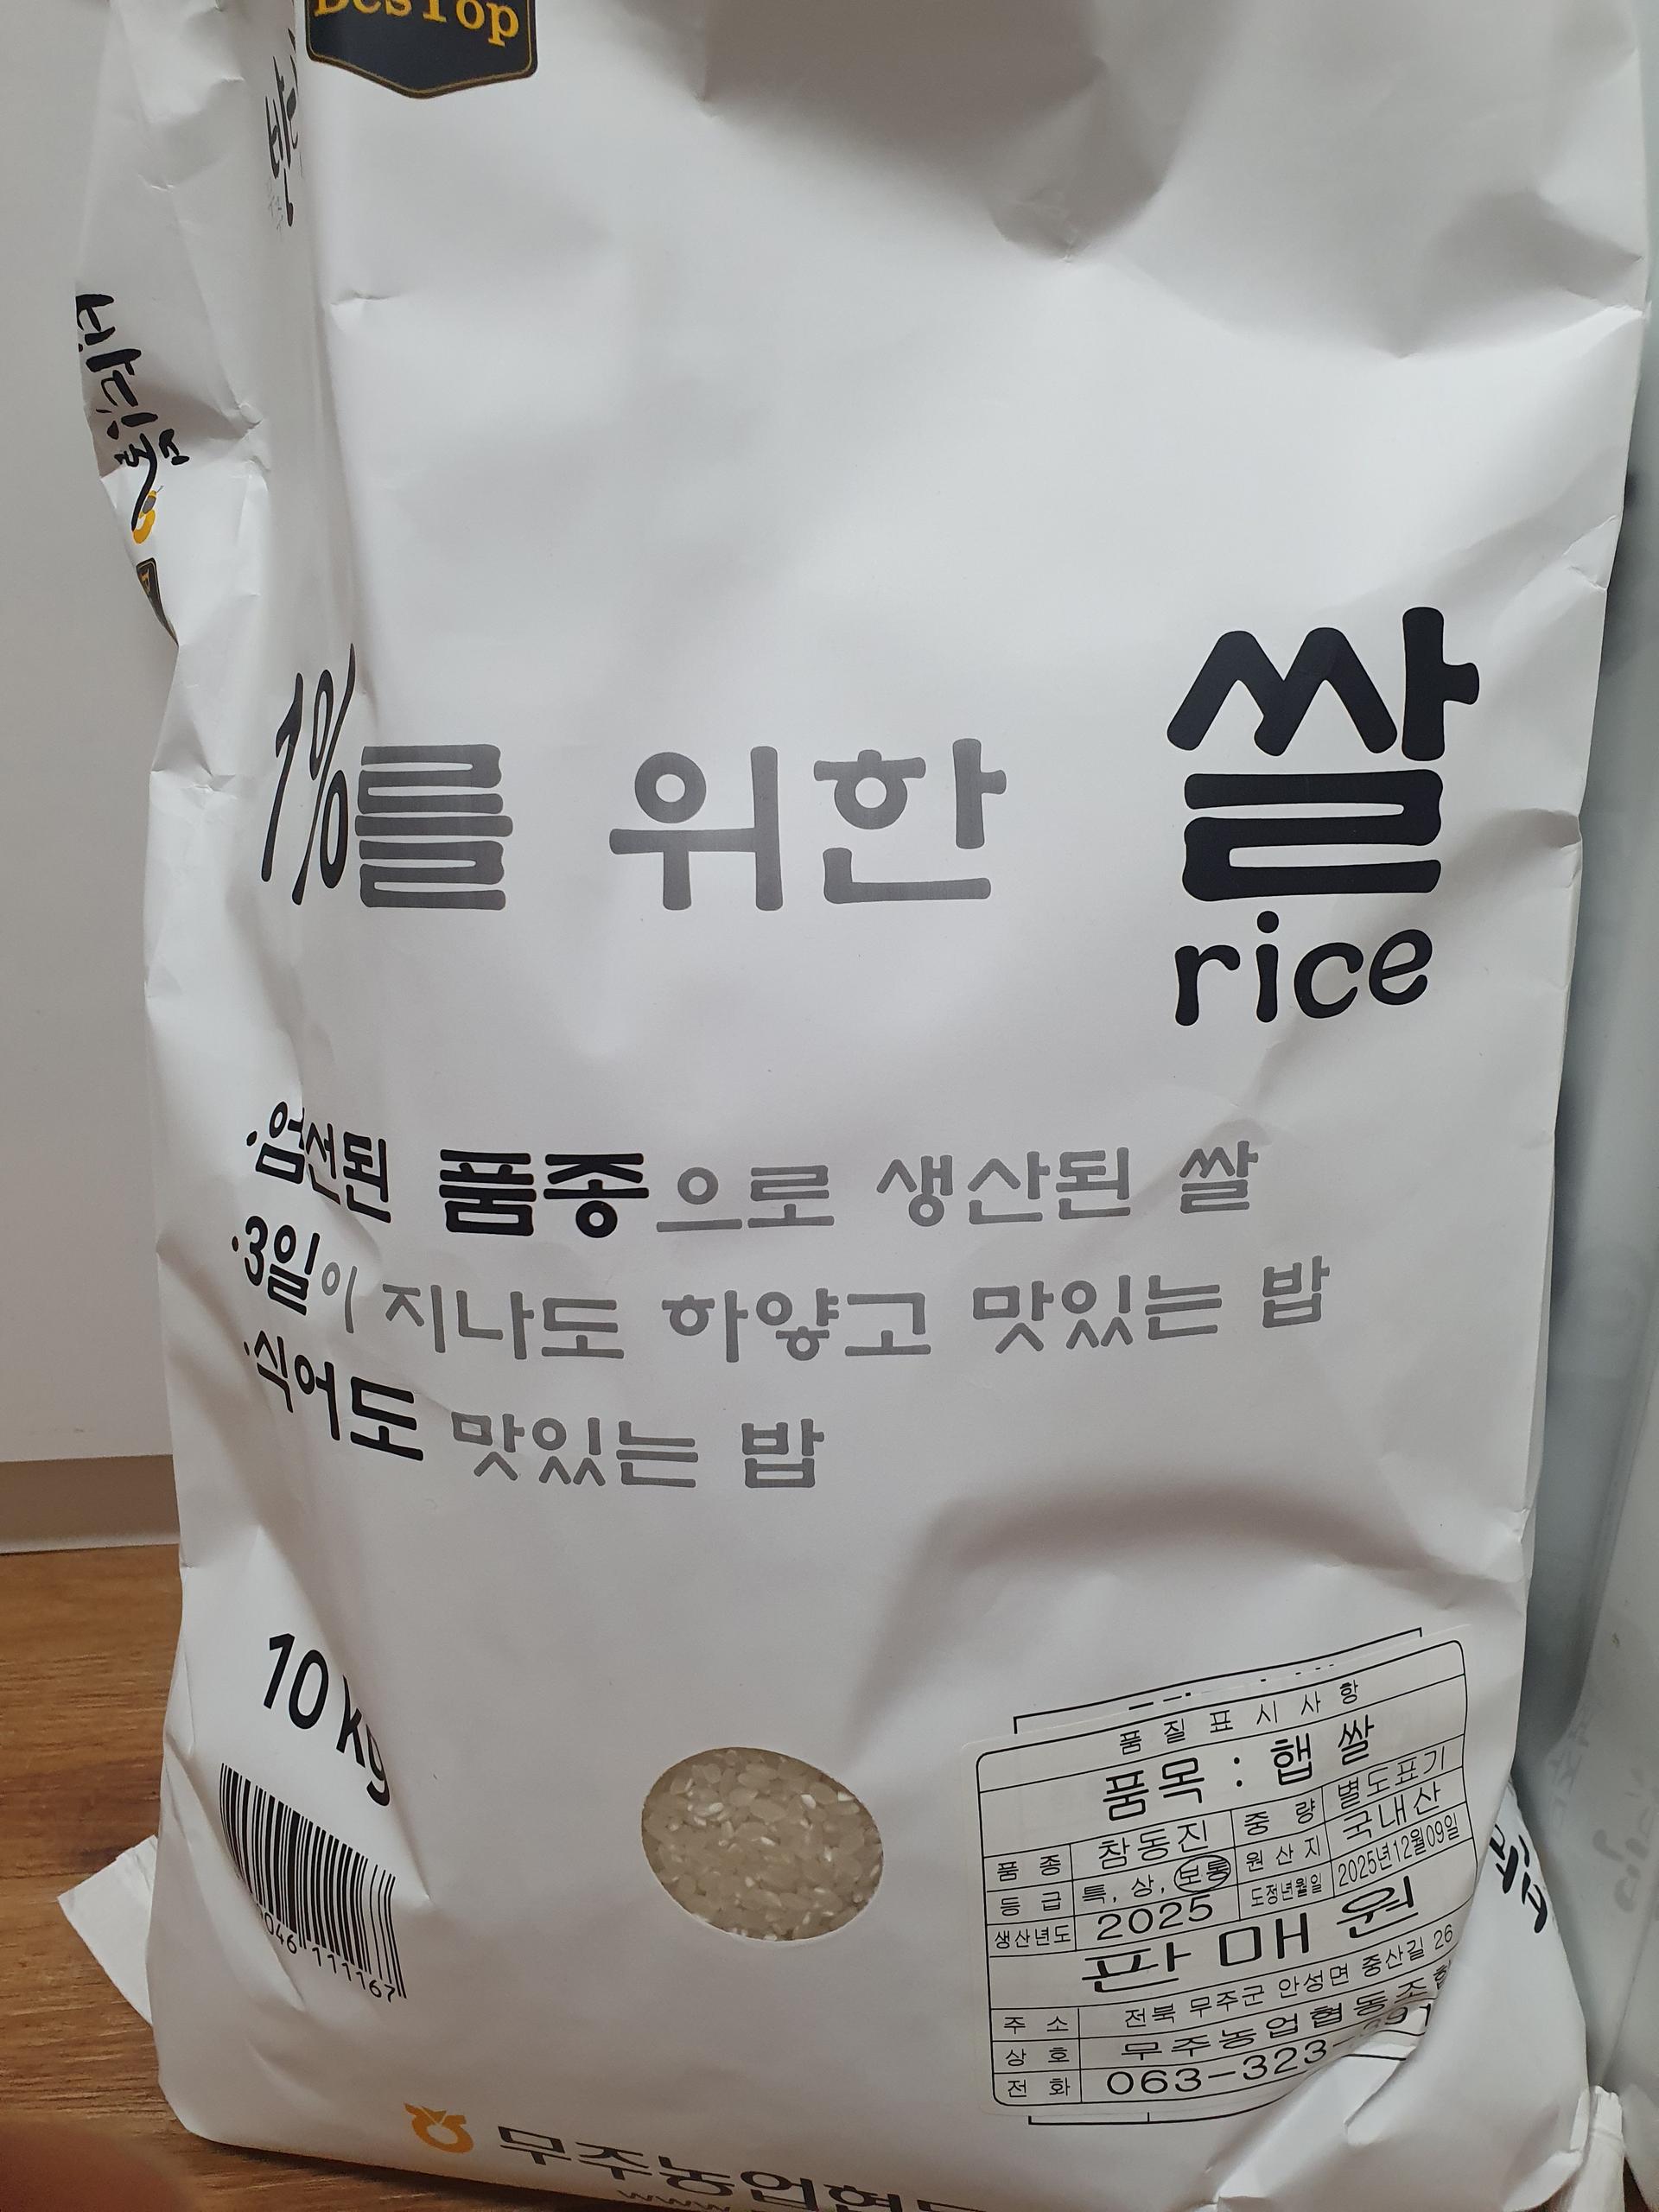 BesTop
1%를 위한 쌀
rice
·엄선된 품종으로 생산된 쌀
·3일이 지나도 하얗고 맛있는 밥
·식어도 맛있는 밥
10kg
046 111167
품질표시사항
품목 : 햅쌀
품종 참동진 중량 별도표기
등급 특, 상, 보통 원산지 국내산
생산년도 2025 도정년월일 2025년12월09일
판매원
주소 전북 무주군 안성면 중산길 26
상호 무주농업협동조합
전화 063-323-
무주농업협동
www.